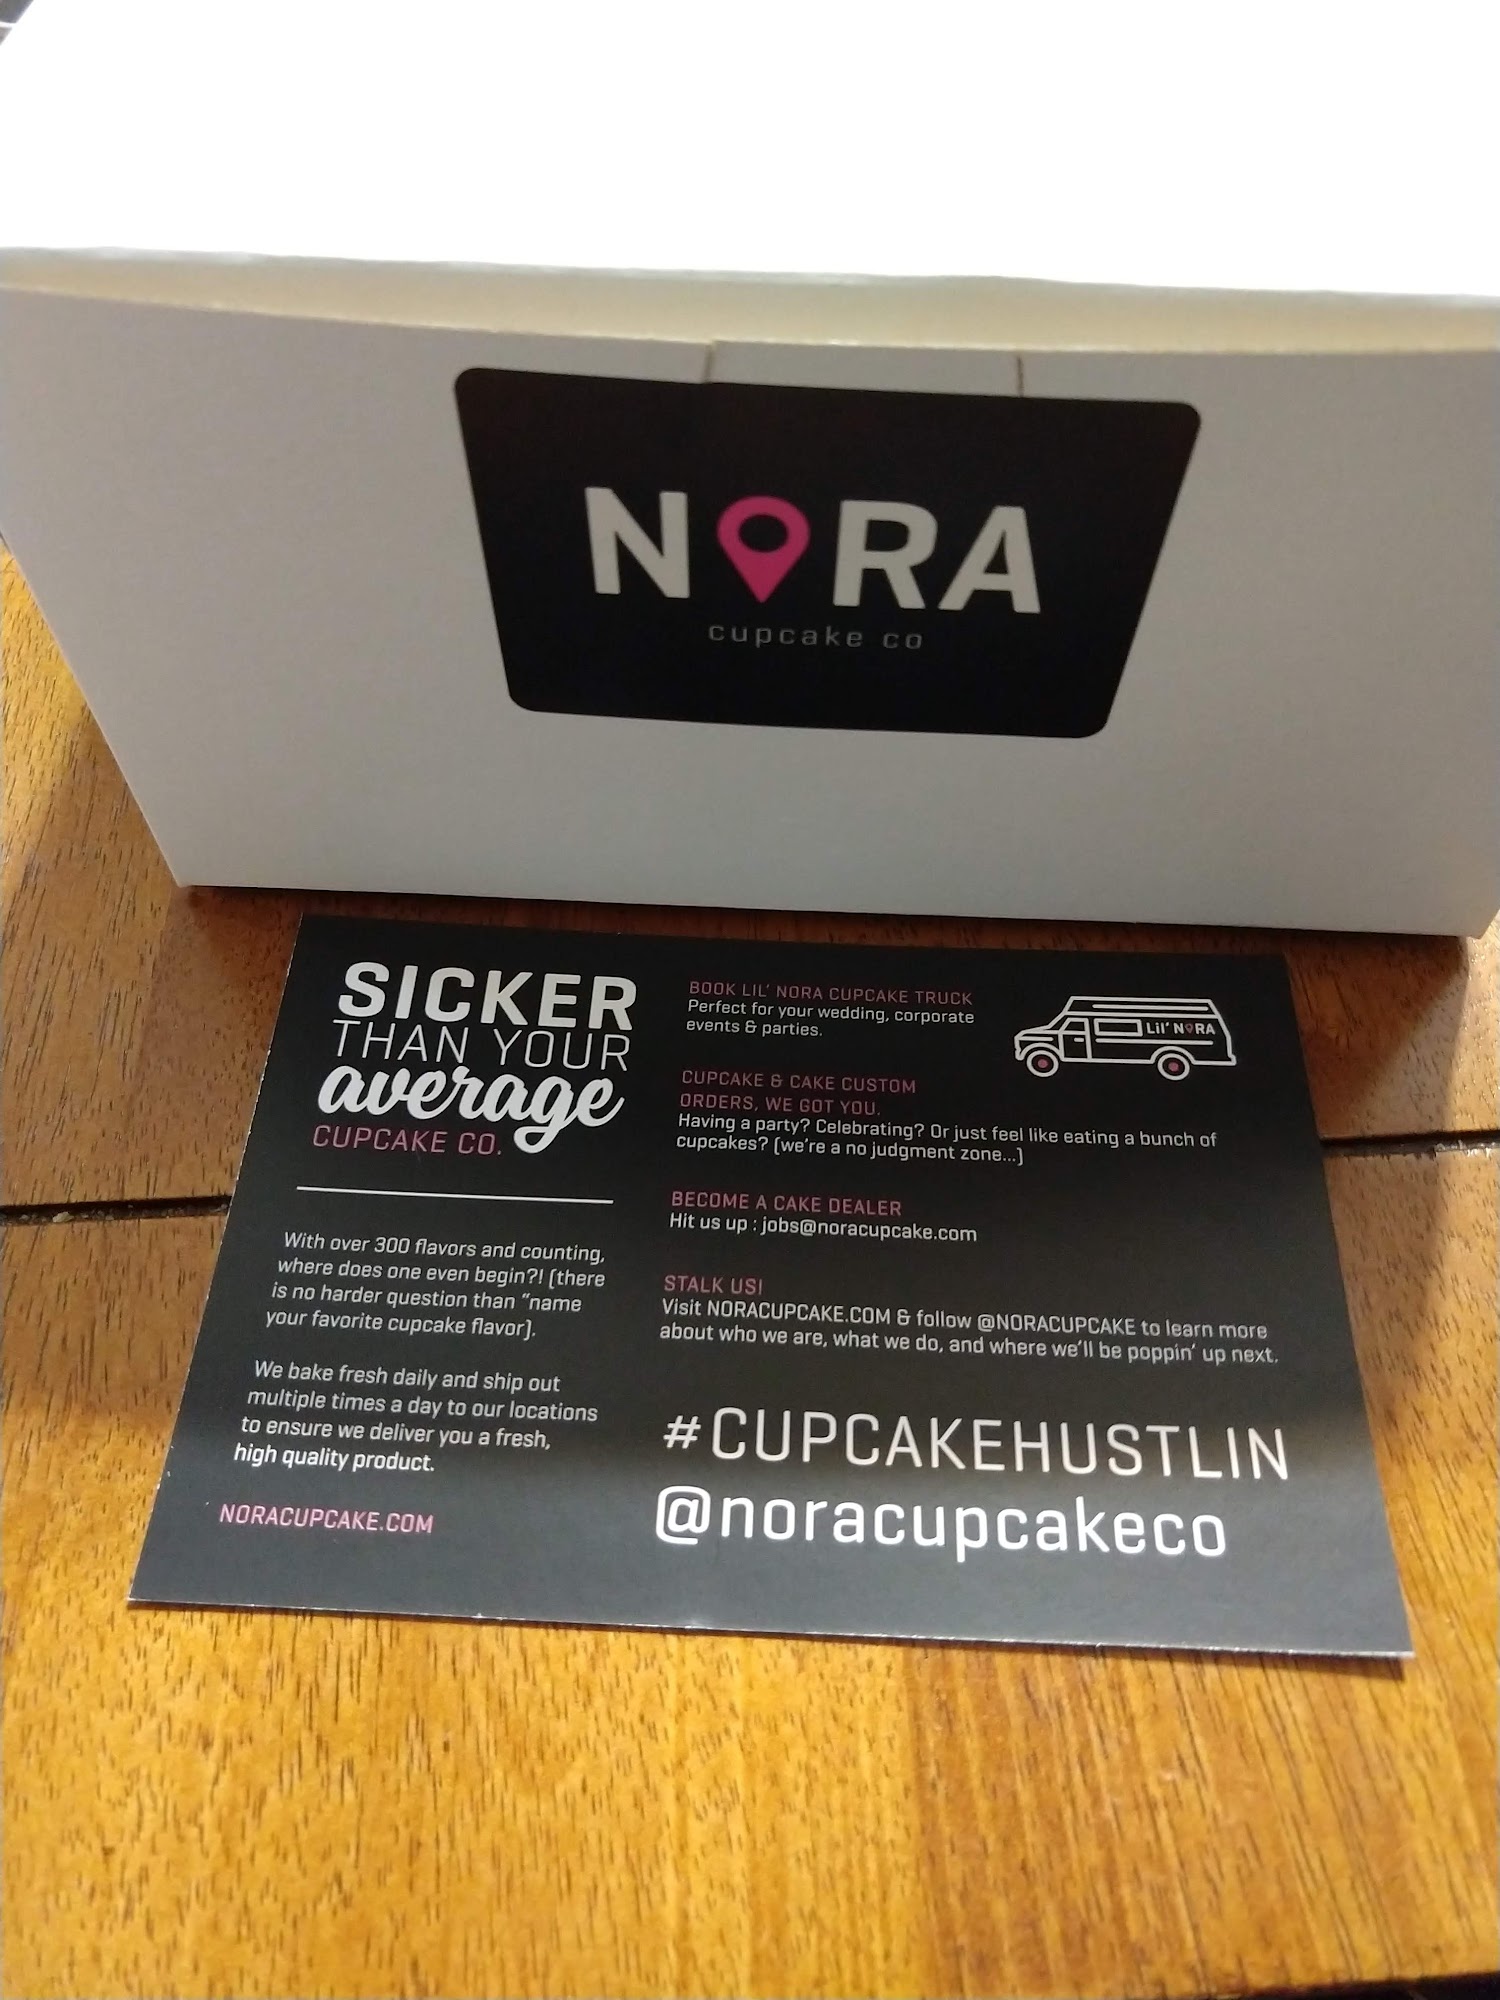 NORA
cupcake co
SICKER
THAN YOUR
average
CUPCAKE CO.
With over 300 flavors and counting,
where does one even begin?! (there
is no harder question than “name
your favorite cupcake flavor).
We bake fresh daily and ship out
multiple times a day to our locations
to ensure we deliver you a fresh,
high quality product.
NORACUPCAKE.COM
BOOK LIL’ NORA CUPCAKE TRUCK
Perfect for your wedding, corporate
events & parties.
Lil’ NORA
CUPCAKE & CAKE CUSTOM
ORDERS, WE GOT YOU.
Having a party? Celebrating? Or just feel like eating a bunch of
cupcakes? (we’re a no judgment zone...)
BECOME A CAKE DEALER
Hit us up : jobs@noracupcake.com
STALK US!
Visit NORACUPCAKE.COM & follow @NORACUPCAKE to learn more
about who we are, what we do, and where we’ll be poppin’ up next.
#CUPCAKEHUSTLIN
@noracupcakeco